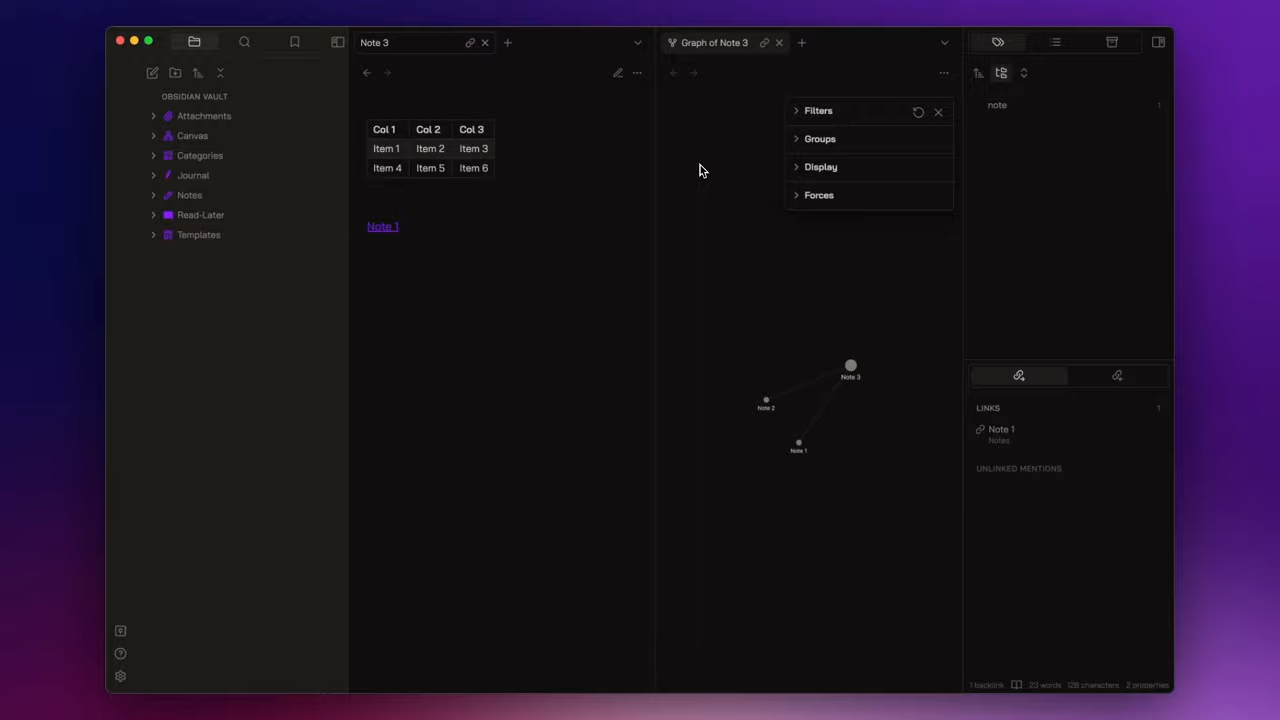 Note 3
Graph of Note 3
OBSIDIAN VAULT
Attachments
Canvas
Categories
Journal
Notes
Read-Later
Templates
Col 1 Col 2 Col 3
Item 1 Item 2 Item 3
Item 4 Item 5 Item 6
Note 1
Filters
Groups
Display
Forces
Note 3
Note 2
Note 1
note 1
LINKS 1
Note 1
Notes
UNLINKED MENTIONS
1 backlink 23 words 128 characters 2 properties